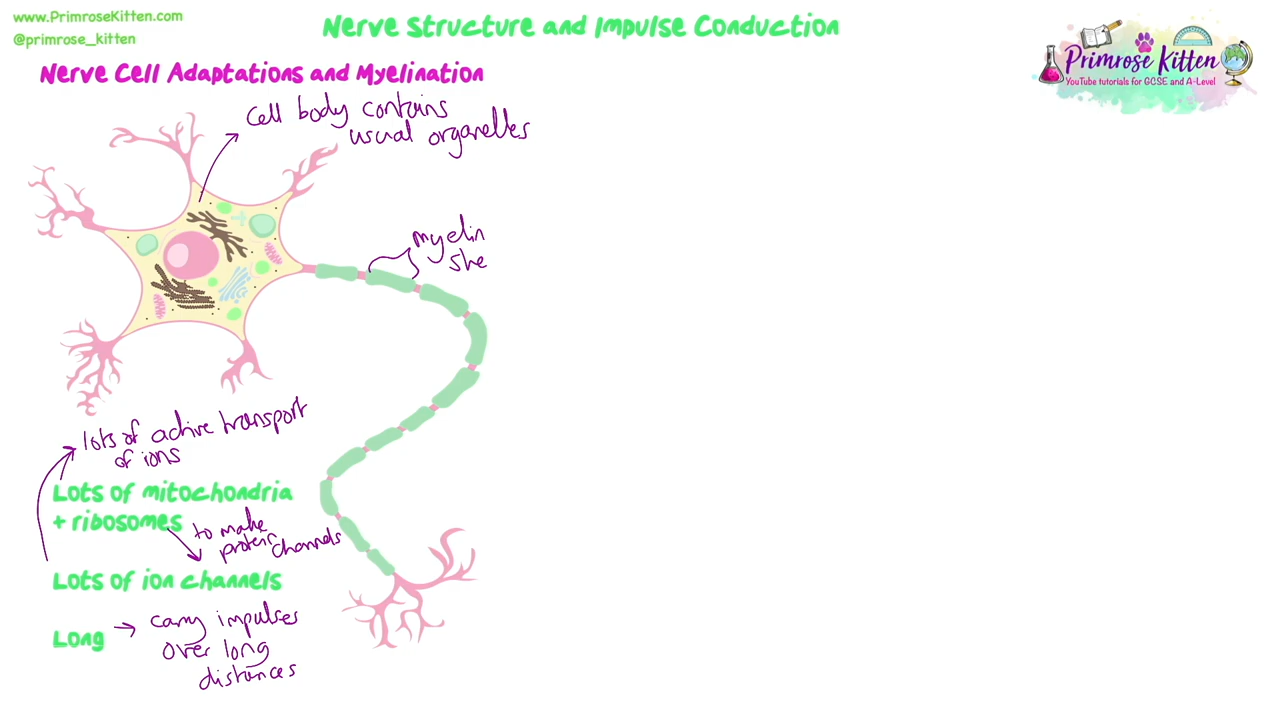 www.PrimroseKitten.com
@primrose_kitten
Nerve Structure and Impulse Conduction
Primrose Kitten
YouTube tutorials for GCSE and A-Level
Nerve Cell Adaptations and Myelination
Cell body contains
usual organelles
myelin
She
lots of active transport
of ions
Lots of mitochondria
+ ribosomes
to make
protein
channels
Lots of ion channels
Long
carry impulses
over long
distances